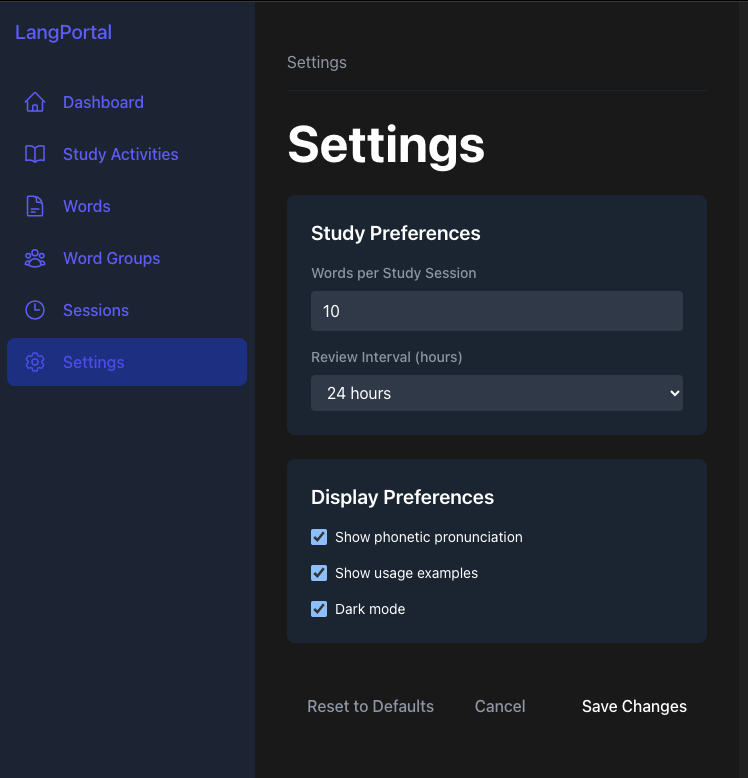 LangPortal
Dashboard
Study Activities
Words
Word Groups
Sessions
Settings
Settings
Settings
Study Preferences
Words per Study Session
10
Review Interval (hours)
24 hours
Display Preferences
Show phonetic pronunciation
Show usage examples
Dark mode
Reset to Defaults Cancel Save Changes